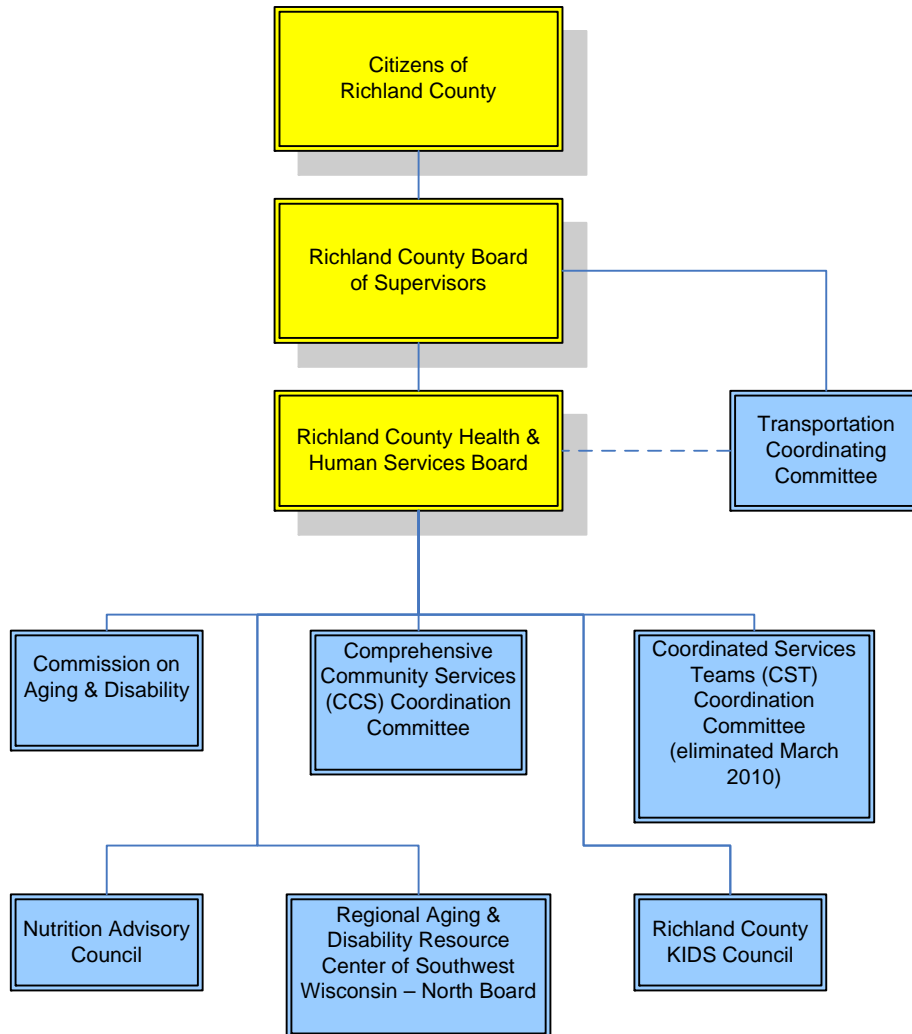 Citizens of
Richland County
Richland County Board
of Supervisors
Richland County Health &
Human Services Board
Transportation
Coordinating
Committee
Commission on
Aging & Disability
Comprehensive
Community Services
(CCS) Coordination
Committee
Coordinated Services
Teams (CST)
Coordination
Committee
(eliminated March
2010)
Nutrition Advisory
Council
Regional Aging &
Disability Resource
Center of Southwest
Wisconsin – North Board
Richland County
KIDS Council